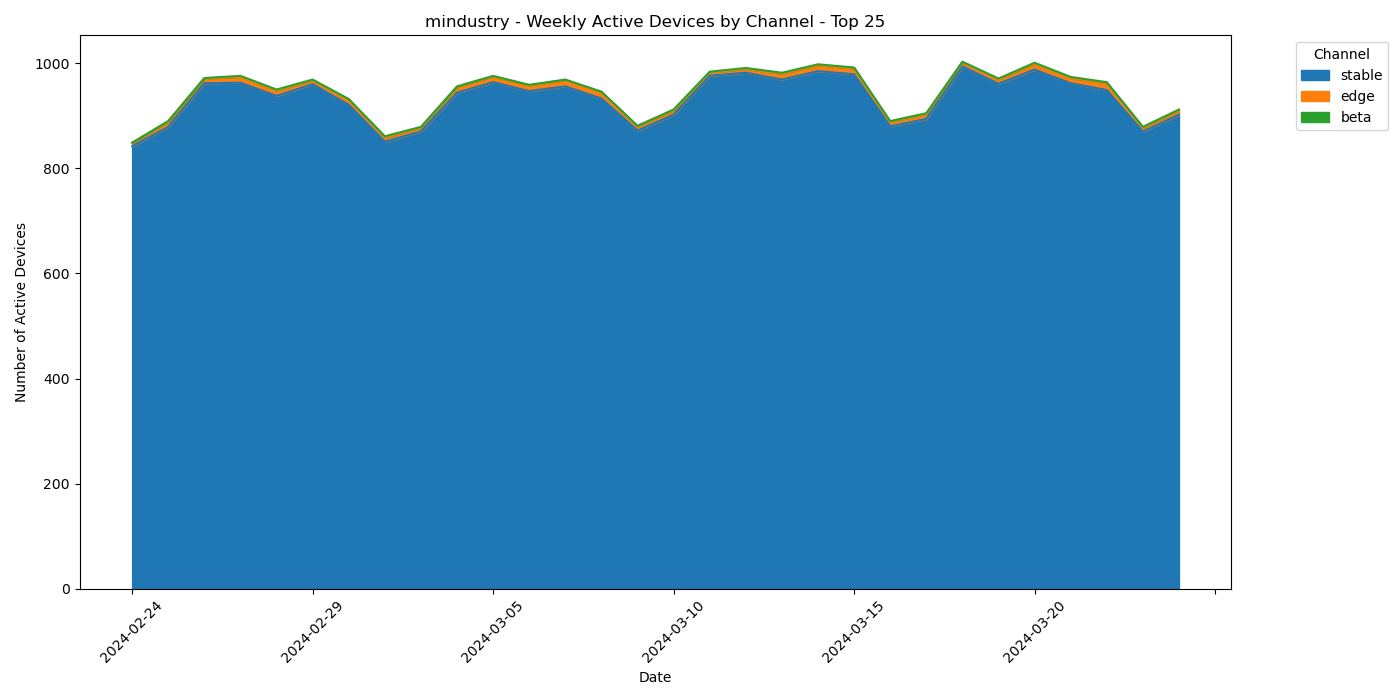 mindustry - Weekly Active Devices by Channel - Top 25
Channel
stable
edge
beta
Number of Active Devices
1000
800
600
400
200
0
2024-02-24
2024-02-29
2024-03-05
2024-03-10
2024-03-15
2024-03-20
Date